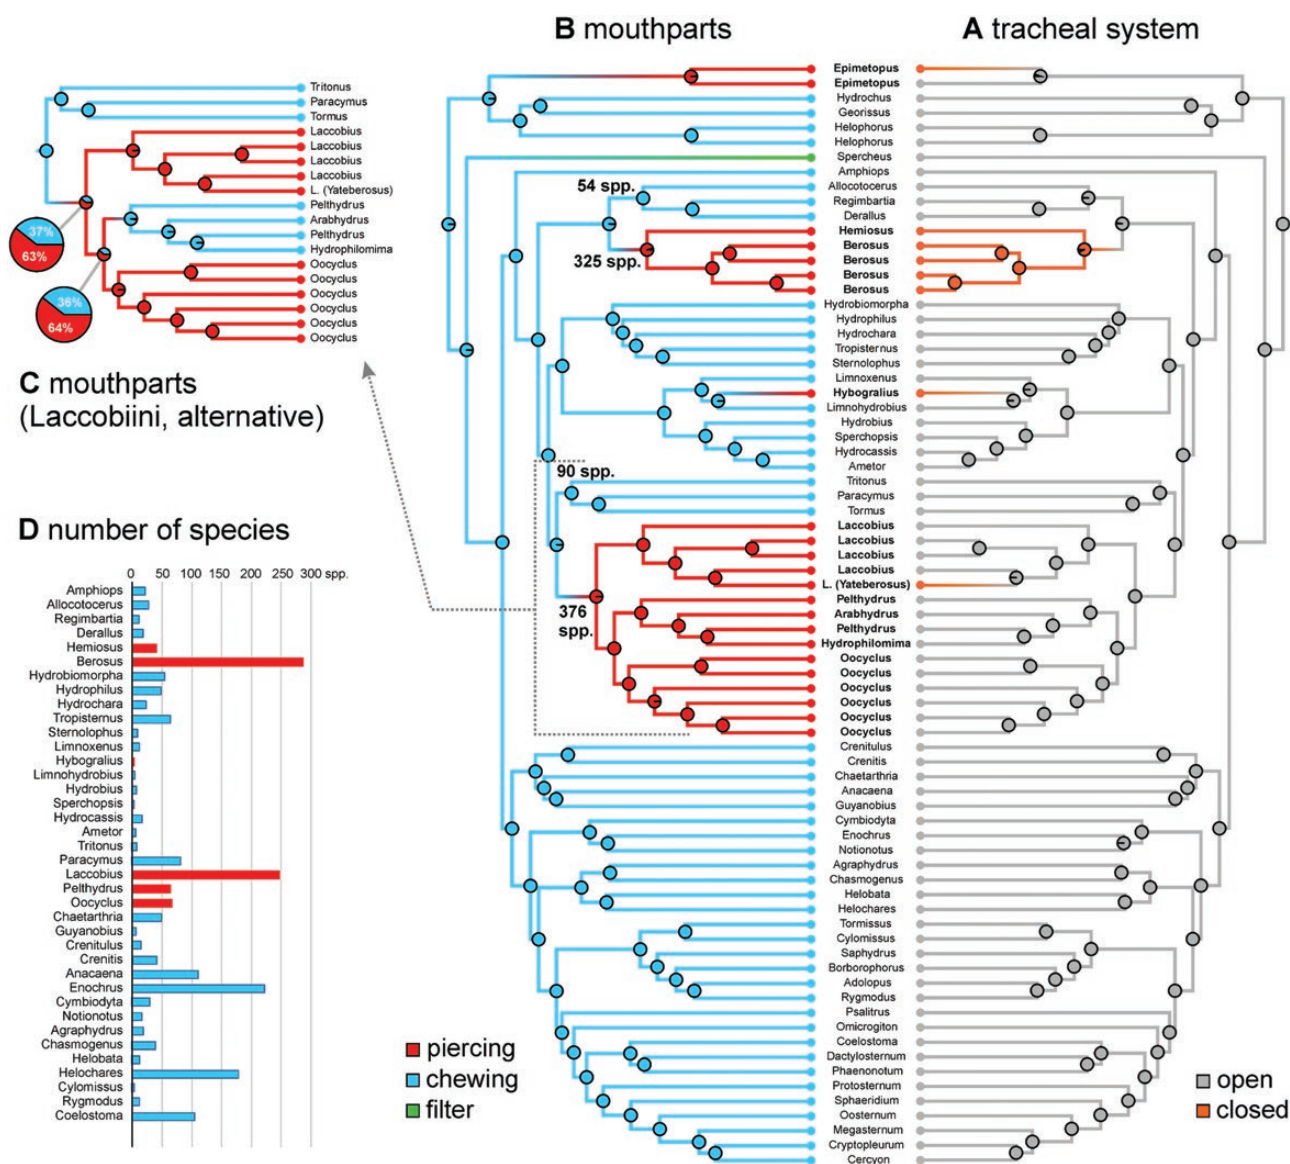 B mouthparts
A tracheal system
Tritonus
Paracymus
Tormus
Laccobius
Laccobius
Laccobius
Laccobius
L. (Yateberosus)
Pelthydrus
Arabhydrus
Pelthydrus
Hydrophilomima
Oocyclus
Oocyclus
Oocyclus
Oocyclus
Oocyclus
Oocyclus
37%
63%
36%
64%
C mouthparts
(Laccobiini, alternative)
D number of species
0 50 100 150 200 250 300 spp.
Amphiops
Allocotocerus
Regimbartia
Derallus
Hemiosus
Berosus
Hydrobiomorpha
Hydrophilus
Hydrochara
Tropisternus
Sternolophus
Limnoxenus
Hybogralius
Limnohydrobius
Hydrobius
Sperchopsis
Hydrocassis
Ametor
Tritonus
Paracymus
Laccobius
Pelthydrus
Oocyclus
Chaetarthria
Guyanobius
Crenitulus
Crenitis
Anacaena
Enochrus
Cymbiodyta
Notionotus
Agraphydrus
Chasmogenus
Helobata
Helochares
Cylomissus
Rygmodus
Coelostoma
54 spp.
325 spp.
90 spp.
376
spp.
Epimetopus
Epimetopus
Hydrochus
Georissus
Helophorus
Helophorus
Spercheus
Amphiops
Allocotocerus
Regimbartia
Derallus
Hemiosus
Berosus
Berosus
Berosus
Berosus
Hydrobiomorpha
Hydrophilus
Hydrochara
Tropisternus
Sternolophus
Limnoxenus
Hybogralius
Limnohydrobius
Hydrobius
Sperchopsis
Hydrocassis
Ametor
Tritonus
Paracymus
Tormus
Laccobius
Laccobius
Laccobius
Laccobius
L. (Yateberosus)
Pelthydrus
Arabhydrus
Pelthydrus
Hydrophilomima
Oocyclus
Oocyclus
Oocyclus
Oocyclus
Oocyclus
Oocyclus
Crenitulus
Crenitis
Chaetarthria
Anacaena
Guyanobius
Cymbiodyta
Enochrus
Notionotus
Agraphydrus
Chasmogenus
Helobata
Helochares
Tormissus
Cylomissus
Saphydrus
Borborophorus
Adolopus
Rygmodus
Psalitrus
Omicrogiton
Coelostoma
Dactylosternum
Phaenonotum
Protosternum
Sphaeridium
Oosternum
Megasternum
Cryptopleurum
Cercyon
piercing
chewing
filter
open
closed